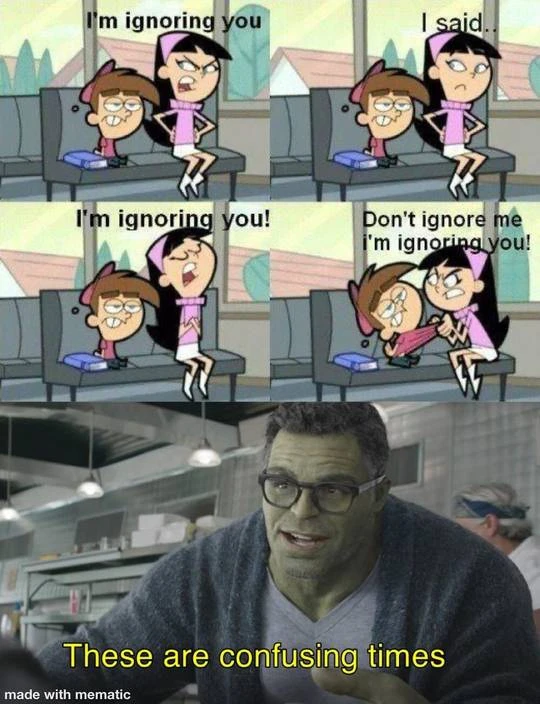 I'm ignoring you
I said..
I'm ignoring you!
Don't ignore me
i'm ignoring you!
These are confusing times
made with mematic